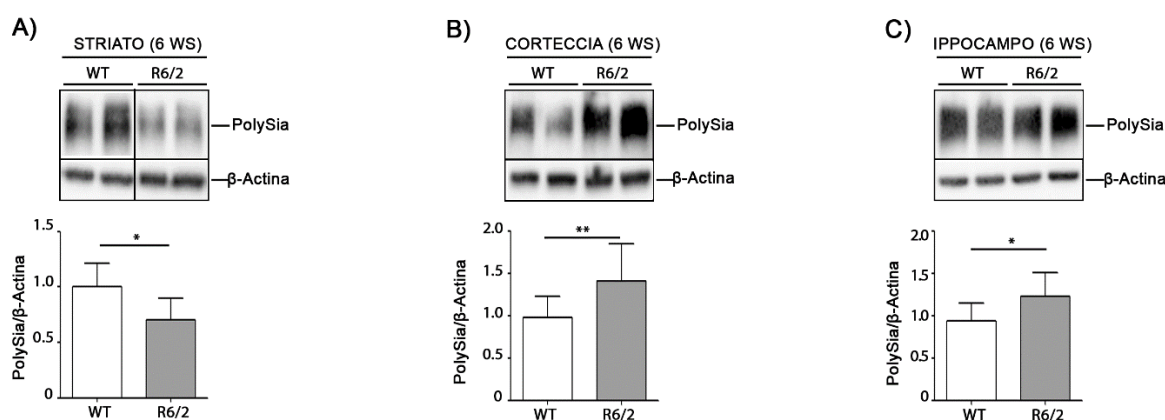 A)
STRIATO (6 WS)
WT R6/2
PolySia
β-Actina
PolySia/β-Actina
1.5
1.0
0.5
0
*
WT R6/2
B)
CORTECCIA (6 WS)
WT R6/2
PolySia
β-Actina
PolySia/β-Actina
2.0
1.5
1.0
0.5
0
**
WT R6/2
C)
IPPOCAMPO (6 WS)
WT R6/2
PolySia
β-Actina
PolySia/β-Actina
2.0
1.5
1.0
0.5
0
*
WT R6/2